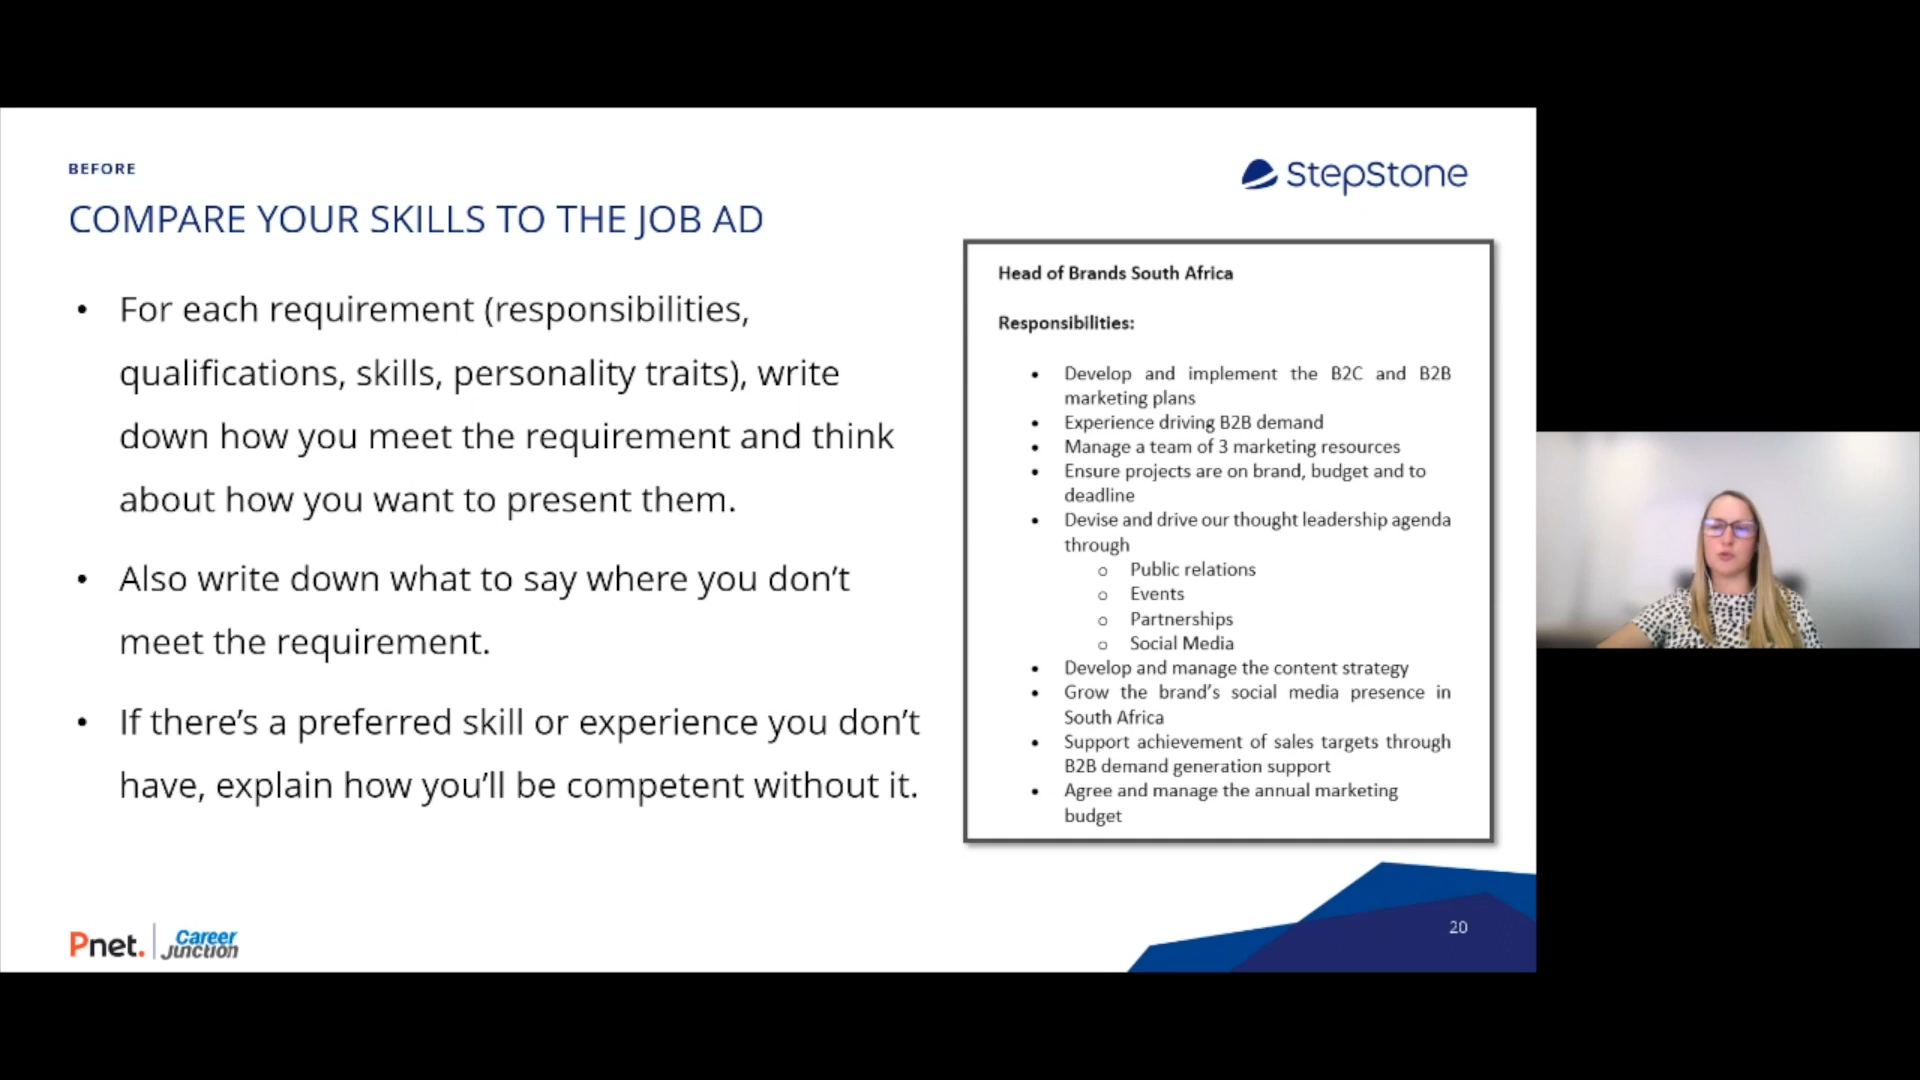 BEFORE
StepStone
COMPARE YOUR SKILLS TO THE JOB AD
• For each requirement (responsibilities,
qualifications, skills, personality traits), write
down how you meet the requirement and think
about how you want to present them.
• Also write down what to say where you don’t
meet the requirement.
• If there’s a preferred skill or experience you don’t
have, explain how you’ll be competent without it.
Head of Brands South Africa
Responsibilities:
• Develop and implement the B2C and B2B
marketing plans
• Experience driving B2B demand
• Manage a team of 3 marketing resources
• Ensure projects are on brand, budget and to
deadline
• Devise and drive our thought leadership agenda
through
o Public relations
o Events
o Partnerships
o Social Media
• Develop and manage the content strategy
• Grow the brand’s social media presence in
South Africa
• Support achievement of sales targets through
B2B demand generation support
• Agree and manage the annual marketing
budget
Pnet.
Career
Junction
20